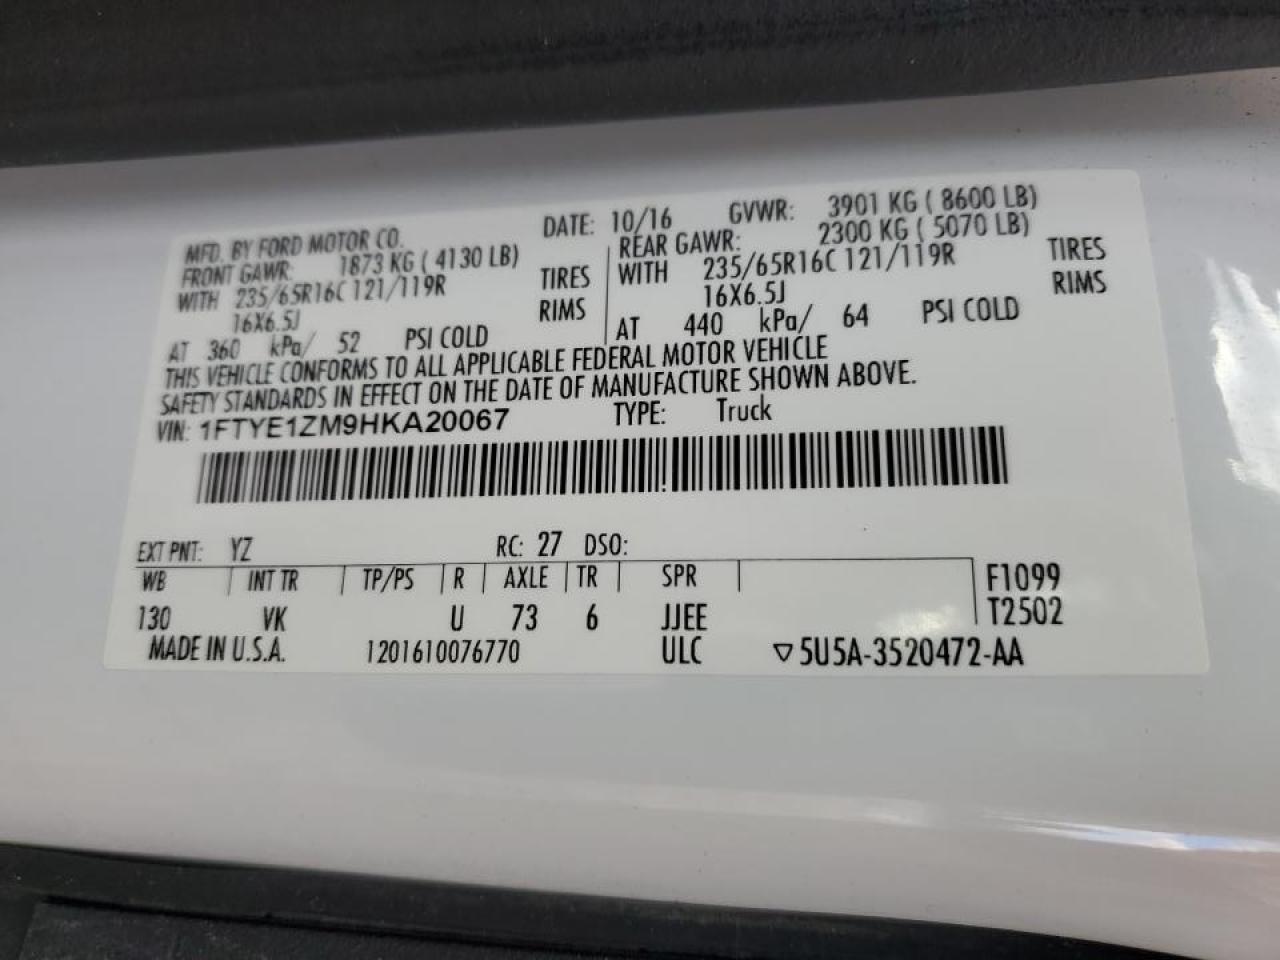 MFD. BY FORD MOTOR CO.
DATE: 10/16 GVWR: 3901 KG ( 8600 LB)
FRONT GAWR: 1873 KG ( 4130 LB)
WITH 235/65R16C 121/119R TIRES
16X6.5J RIMS
AT 360 kPa/ 52 PSI COLD
REAR GAWR: 2300 KG ( 5070 LB)
WITH 235/65R16C 121/119R TIRES
16X6.5J RIMS
AT 440 kPa/ 64 PSI COLD
THIS VEHICLE CONFORMS TO ALL APPLICABLE FEDERAL MOTOR VEHICLE
SAFETY STANDARDS IN EFFECT ON THE DATE OF MANUFACTURE SHOWN ABOVE.
VIN: 1FTYE1ZM9HKA20067 TYPE: Truck
EXT PNT: YZ RC: 27 DSO:
WB INT TR TP/PS R AXLE TR SPR F1099
130 VK U 73 6 JJEE T2502
MADE IN U.S.A. 1201610076770 ULC ▽5U5A-3520472-AA